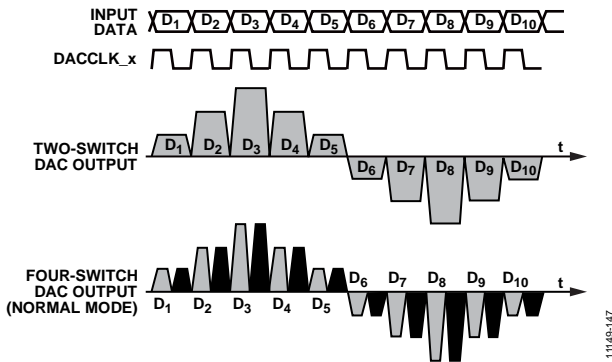 INPUT
DATA
D1 D2 D3 D4 D5 D6 D7 D8 D9 D10
DACCLK_x
TWO-SWITCH
DAC OUTPUT
D1 D2 D3 D4 D5
D6 D7 D8 D9 D10
t
FOUR-SWITCH
DAC OUTPUT
(NORMAL MODE)
D1 D2 D3 D4 D5
D6 D7 D8 D9 D10
t
11149-147